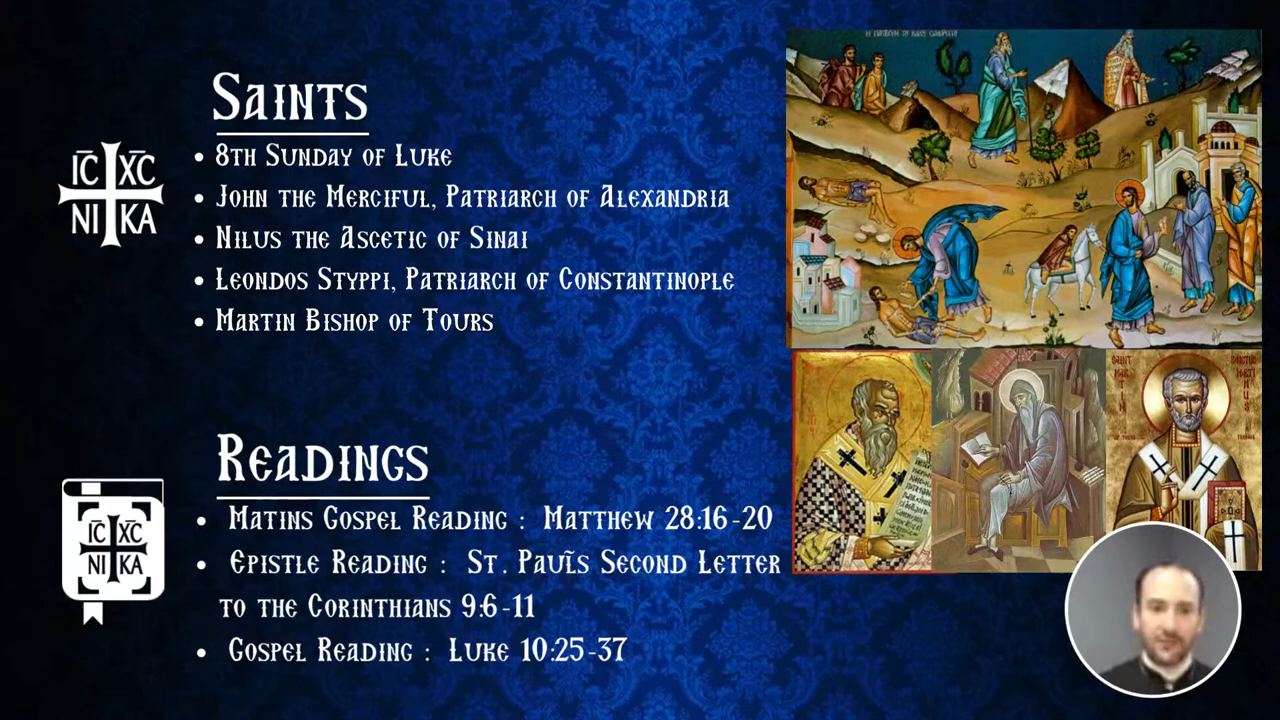 Saints
IC XC
NI KA
• 8th Sunday of Luke
• John the Merciful, Patriarch of Alexandria
• Nilus the Ascetic of Sinai
• Leondos Styppi, Patriarch of Constantinople
• Martin Bishop of Tours
Readings
IC XC
NI KA
• Matins Gospel Reading : Matthew 28:16-20
• Epistle Reading : St. Paul's Second Letter
to the Corinthians 9:6-11
• Gospel Reading : Luke 10:25-37